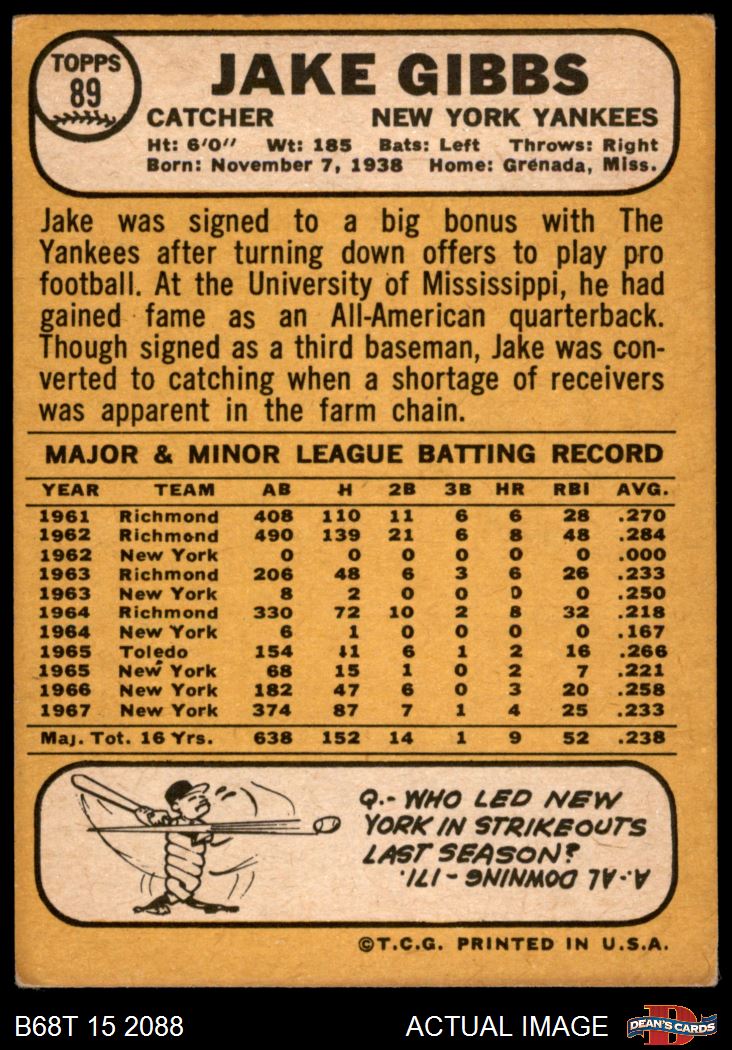 TOPPS
89
JAKE GIBBS
CATCHER NEW YORK YANKEES
Ht: 6'0" Wt: 185 Bats: Left Throws: Right
Born: November 7, 1938 Home: Grenada, Miss.
Jake was signed to a big bonus with The
Yankees after turning down offers to play pro
football. At the University of Mississippi, he had
gained fame as an All-American quarterback.
Though signed as a third baseman, Jake was con-
verted to catching when a shortage of receivers
was apparent in the farm chain.
MAJOR & MINOR LEAGUE BATTING RECORD
YEAR TEAM AB H 2B 3B HR RBI AVG.
1961 Richmond 408 110 11 6 6 28 .270
1962 Richmond 490 139 21 6 8 48 .284
1962 New York 0 0 0 0 0 0 .000
1963 Richmond 206 48 6 3 6 26 .233
1963 New York 8 2 0 0 0 0 .250
1964 Richmond 330 72 10 2 8 32 .218
1964 New York 6 1 0 0 0 0 .167
1965 Toledo 154 41 6 1 2 16 .266
1965 New York 68 15 1 0 2 7 .221
1966 New York 182 47 6 0 3 20 .258
1967 New York 374 87 7 1 4 25 .233
Maj. Tot. 16 Yrs. 638 152 14 1 9 52 .238
Q.- WHO LED NEW
YORK IN STRIKEOUTS
LAST SEASON?
A.- AL DOWNING - 171.
©T.C.G. PRINTED IN U.S.A.
B68T 15 2088 ACTUAL IMAGE D DEAN'S CARDS